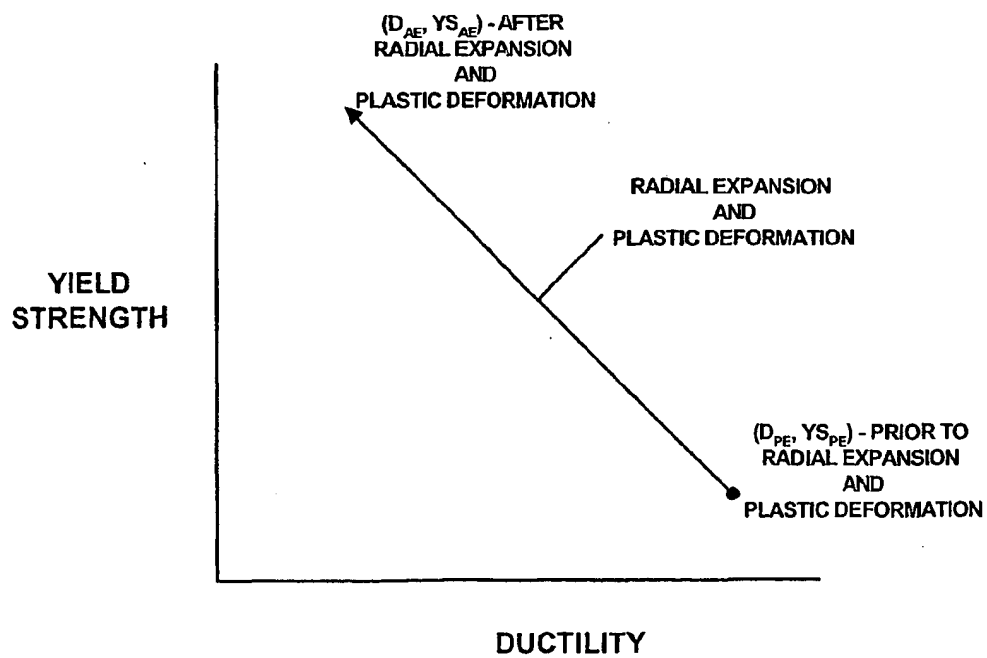 (D_AE, YS_AE) - AFTER
RADIAL EXPANSION
AND
PLASTIC DEFORMATION
RADIAL EXPANSION
AND
PLASTIC DEFORMATION
YIELD
STRENGTH
(D_PE, YS_PE) - PRIOR TO
RADIAL EXPANSION
AND
PLASTIC DEFORMATION
DUCTILITY